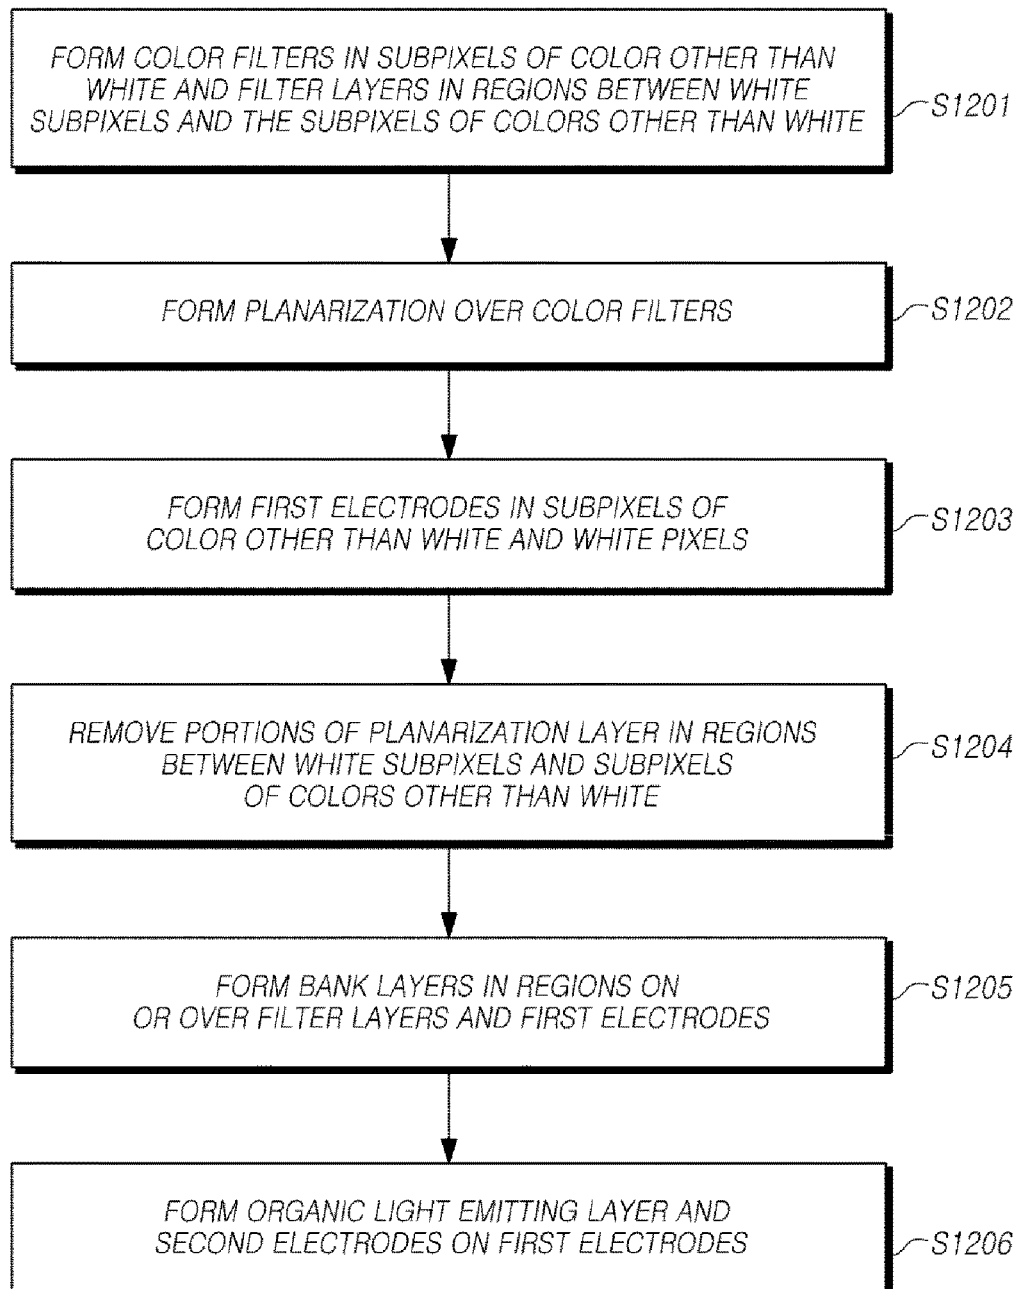 FORM COLOR FILTERS IN SUBPIXELS OF COLOR OTHER THAN
WHITE AND FILTER LAYERS IN REGIONS BETWEEN WHITE
SUBPIXELS AND THE SUBPIXELS OF COLORS OTHER THAN WHITE
S1201
FORM PLANARIZATION OVER COLOR FILTERS
S1202
FORM FIRST ELECTRODES IN SUBPIXELS OF
COLOR OTHER THAN WHITE AND WHITE PIXELS
S1203
REMOVE PORTIONS OF PLANARIZATION LAYER IN REGIONS
BETWEEN WHITE SUBPIXELS AND SUBPIXELS
OF COLORS OTHER THAN WHITE
S1204
FORM BANK LAYERS IN REGIONS ON
OR OVER FILTER LAYERS AND FIRST ELECTRODES
S1205
FORM ORGANIC LIGHT EMITTING LAYER AND
SECOND ELECTRODES ON FIRST ELECTRODES
S1206